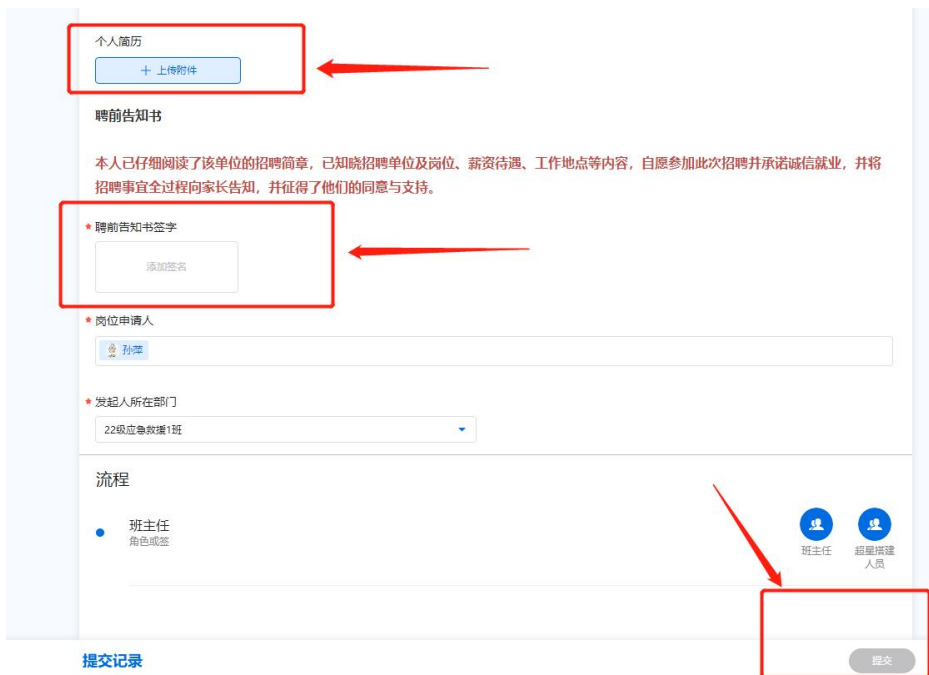 个人简历
＋ 上传附件
聘前告知书
本人已仔细阅读了该单位的招聘简章，已知晓招聘单位及岗位、薪资待遇、工作地点等内容，自愿参加此次招聘并承诺诚信就业，并将
招聘事宜全过程向家长告知，并征得了他们的同意与支持。
* 聘前告知书签字
添加签名
* 岗位申请人
孙萍
* 发起人所在部门
22级应急救援1班
流程
班主任
角色或签
班主任
超星搭建
人员
提交记录
提交